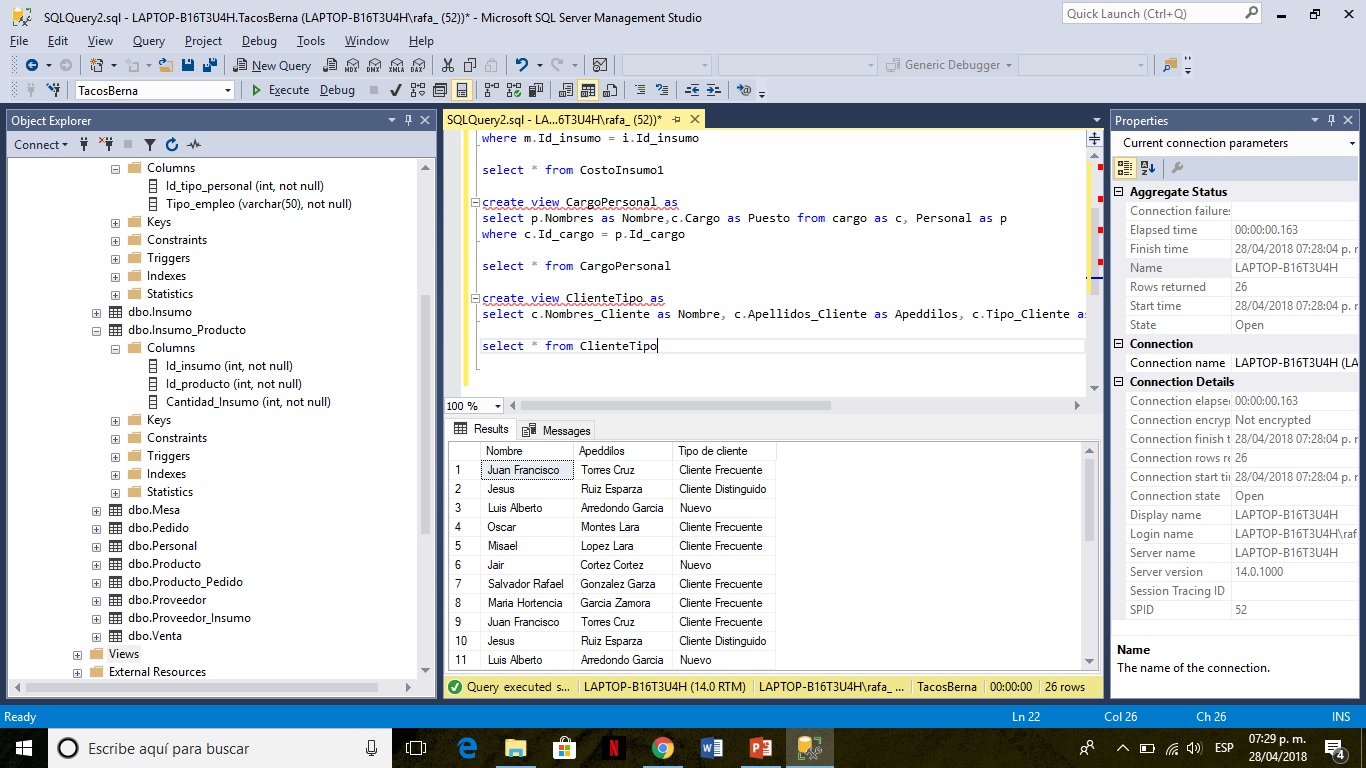 SQLQuery2.sql - LAPTOP-B16T3U4H.TacosBerna (LAPTOP-B16T3U4H\rafa_ (52))* - Microsoft SQL Server Management Studio
Quick Launch (Ctrl+Q)
File Edit View Query Project Debug Tools Window Help
New Query
MDX DMX XMLA DAX
Generic Debugger
TacosBerna
Execute Debug
Object Explorer
Connect
Columns
Id_tipo_personal (int, not null)
Tipo_empleo (varchar(50), not null)
Keys
Constraints
Triggers
Indexes
Statistics
dbo.Insumo
dbo.Insumo_Producto
Columns
Id_insumo (int, not null)
Id_producto (int, not null)
Cantidad_Insumo (int, not null)
Keys
Constraints
Triggers
Indexes
Statistics
dbo.Mesa
dbo.Pedido
dbo.Personal
dbo.Producto
dbo.Producto_Pedido
dbo.Proveedor
dbo.Proveedor_Insumo
dbo.Venta
Views
External Resources
SQLQuery2.sql - LA...6T3U4H\rafa_ (52))*
where m.Id_insumo = i.Id_insumo
select * from CostoInsumo1
create view CargoPersonal as
select p.Nombres as Nombre,c.Cargo as Puesto from cargo as c, Personal as p
where c.Id_cargo = p.Id_cargo
select * from CargoPersonal
create view ClienteTipo as
select c.Nombres_Cliente as Nombre, c.Apellidos_Cliente as Apeddilos, c.Tipo_Cliente as
select * from ClienteTipo
100 %
Results Messages
Nombre Apeddilos Tipo de cliente
1 Juan Francisco Torres Cruz Cliente Frecuente
2 Jesus Ruiz Esparza Cliente Distinguido
3 Luis Alberto Arredondo Garcia Nuevo
4 Oscar Montes Lara Cliente Frecuente
5 Misael Lopez Lara Cliente Frecuente
6 Jair Cortez Cortez Nuevo
7 Salvador Rafael Gonzalez Garza Cliente Frecuente
8 Maria Hortencia Garcia Zamora Cliente Frecuente
9 Juan Francisco Torres Cruz Cliente Frecuente
10 Jesus Ruiz Esparza Cliente Distinguido
11 Luis Alberto Arredondo Garcia Nuevo
Query executed s... LAPTOP-B16T3U4H (14.0 RTM) LAPTOP-B16T3U4H\rafa_ ... TacosBerna 00:00:00 26 rows
Properties
Current connection parameters
Aggregate Status
Connection failures
Elapsed time 00:00:00.163
Finish time 28/04/2018 07:28:04 p. m
Name LAPTOP-B16T3U4H
Rows returned 26
Start time 28/04/2018 07:28:04 p. m
State Open
Connection
Connection name LAPTOP-B16T3U4H (LA
Connection Details
Connection elapse 00:00:00.163
Connection encryp Not encrypted
Connection finish t 28/04/2018 07:28:04 p. m
Connection rows re 26
Connection start tir 28/04/2018 07:28:04 p. m
Connection state Open
Display name LAPTOP-B16T3U4H
Login name LAPTOP-B16T3U4H\raf
Server name LAPTOP-B16T3U4H
Server version 14.0.1000
Session Tracing ID
SPID 52
Name
The name of the connection.
Ready Ln 22 Col 26 Ch 26 INS
Escribe aquí para buscar
ESP
07:29 p. m.
28/04/2018
4